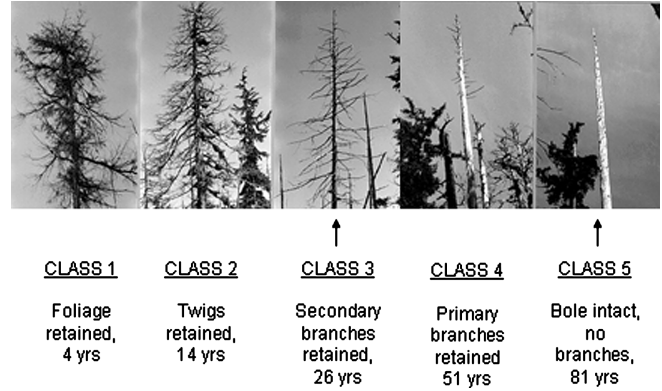 CLASS 1
Foliage
retained,
4 yrs
CLASS 2
Twigs
retained,
14 yrs
CLASS 3
Secondary
branches
retained,
26 yrs
CLASS 4
Primary
branches
retained
51 yrs
CLASS 5
Bole intact,
no
branches,
81 yrs